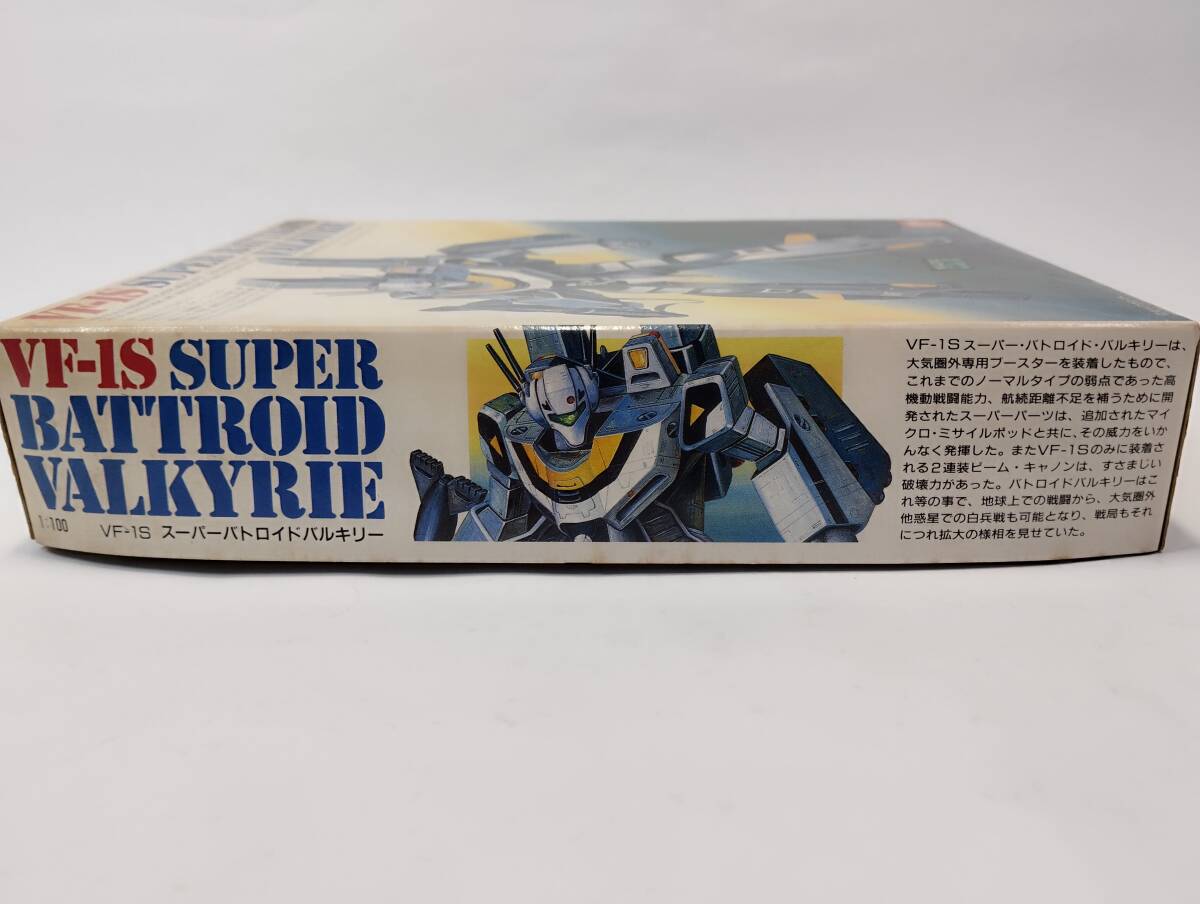 VF-1S SUPER
VF-1S SUPER
BATTROID
VALKYRIE
1:100 VF-1S スーパーバトロイドバルキリー
VF-1S スーパー・バトロイド・バルキリーは、
大気圏外専用ブースターを装着したもので、
これまでのノーマルタイプの弱点であった高
機動戦闘能力、航続距離不足を補うために開
発されたスーパーパーツは、追加されたマイ
クロ・ミサイルポッドと共に、その威力をいか
んなく発揮した。またVF-1Sのみに装着さ
れる2連装ビーム・キャノンは、すさまじい
破壊力があった。バトロイドバルキリーはこ
れ等の事で、地球上での戦闘から、大気圏外
他惑星での白兵戦も可能となり、戦局もそれ
につれ拡大の様相を見せていた。